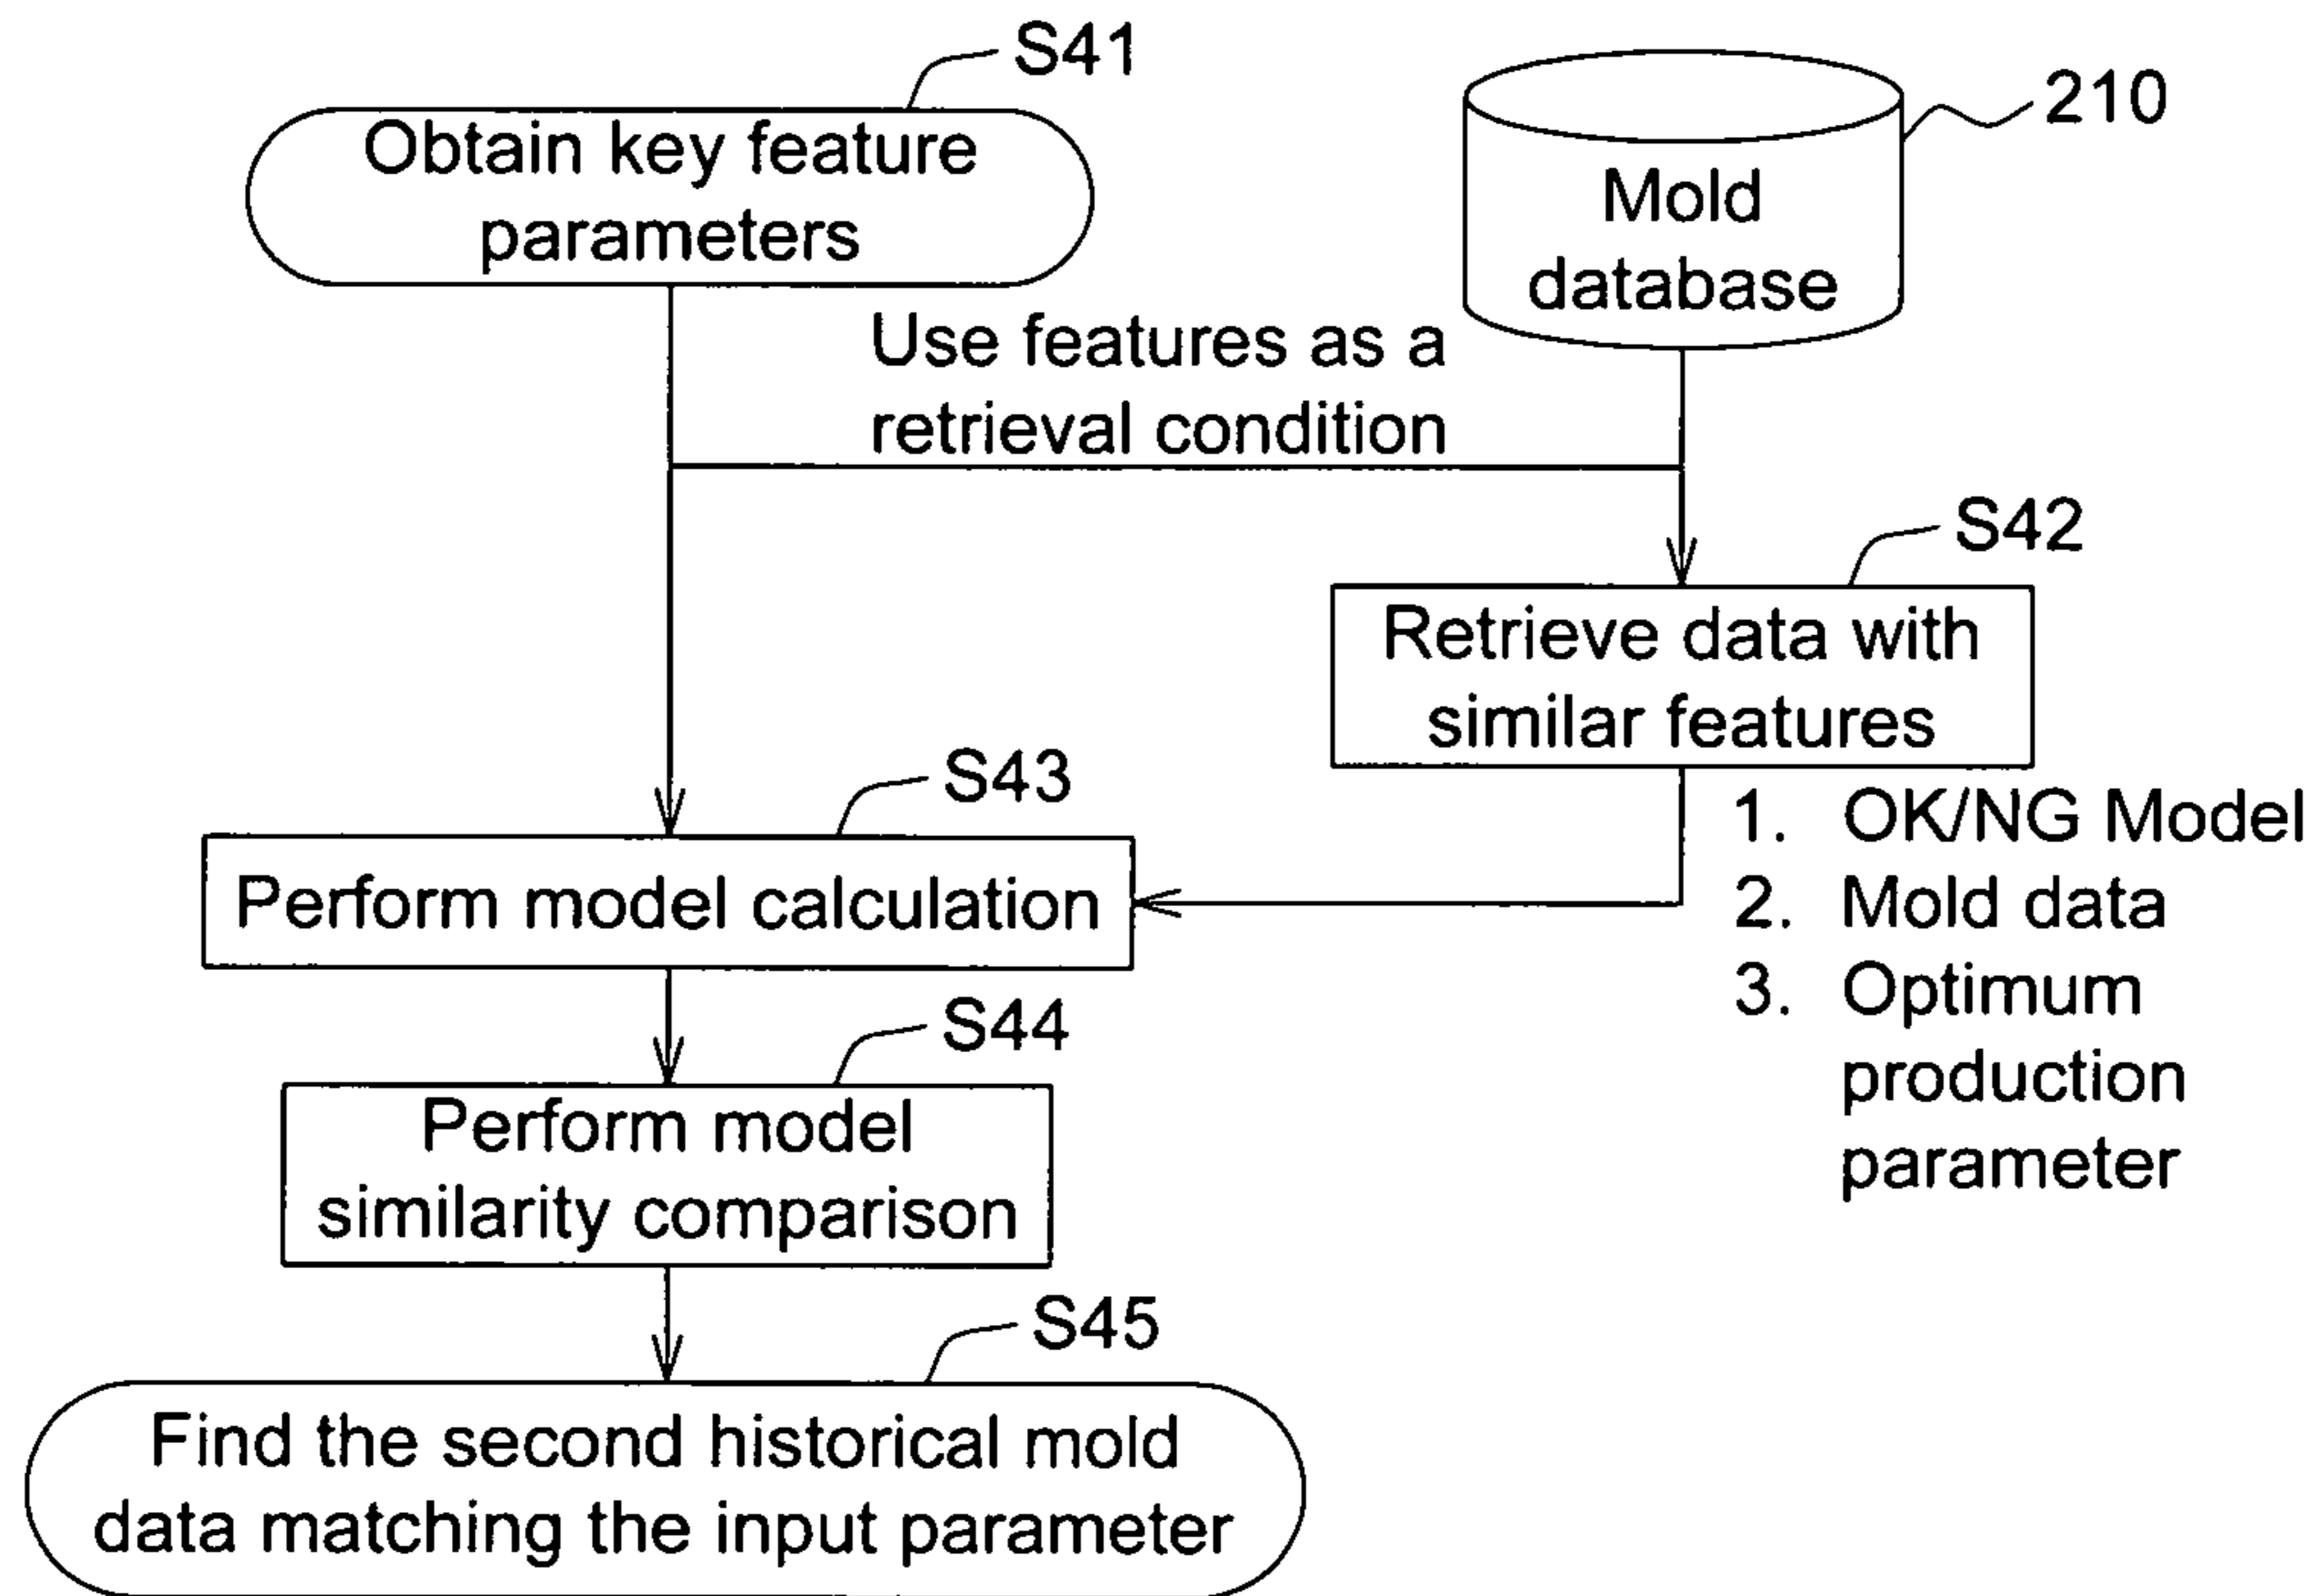 S41
Obtain key feature
parameters
210
Mold
database
Use features as a
retrieval condition
S42
Retrieve data with
similar features
1. OK/NG Model
2. Mold data
3. Optimum
production
parameter
S43
Perform model calculation
S44
Perform model
similarity comparison
S45
Find the second historical mold
data matching the input parameter